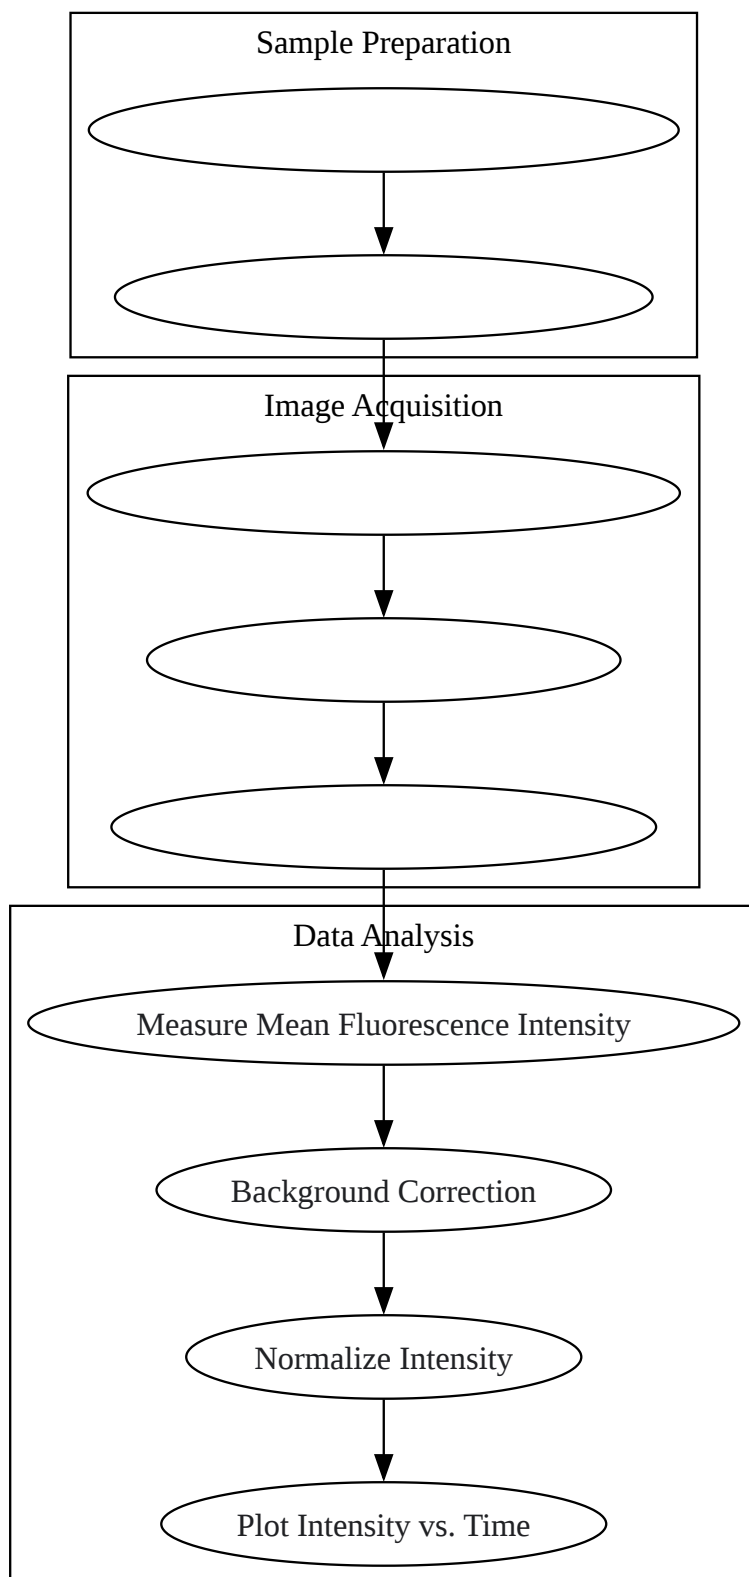 Sample Preparation
Image Acquisition
Data Analysis
Measure Mean Fluorescence Intensity
Background Correction
Normalize Intensity
Plot Intensity vs. Time